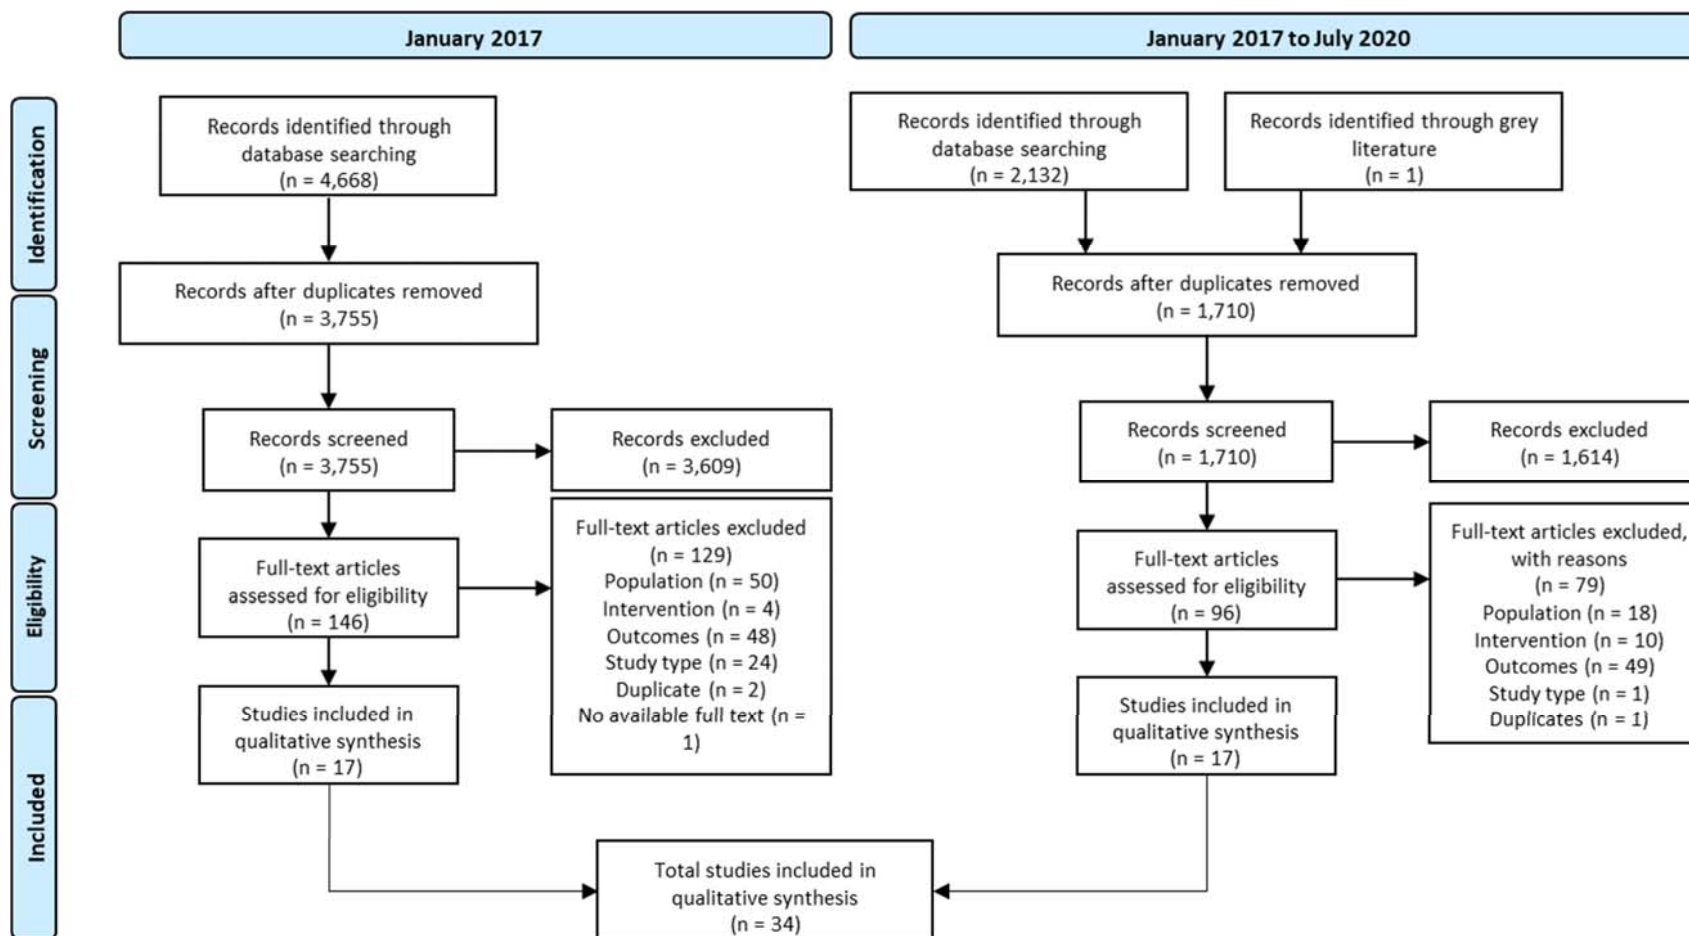 January 2017
January 2017 to July 2020
Identification
Records identified through
database searching
(n = 4,668)
Records identified through
database searching
(n = 2,132)
Records identified through grey
literature
(n = 1)
Records after duplicates removed
(n = 3,755)
Records after duplicates removed
(n = 1,710)
Screening
Records screened
(n = 3,755)
Records excluded
(n = 3,609)
Records screened
(n = 1,710)
Records excluded
(n = 1,614)
Eligibility
Full-text articles
assessed for eligibility
(n = 146)
Full-text articles excluded
(n = 129)
Population (n = 50)
Intervention (n = 4)
Outcomes (n = 48)
Study type (n = 24)
Duplicate (n = 2)
No available full text (n =
1)
Full-text articles
assessed for eligibility
(n = 96)
Full-text articles excluded,
with reasons
(n = 79)
Population (n = 18)
Intervention (n = 10)
Outcomes (n = 49)
Study type (n = 1)
Duplicates (n = 1)
Included
Studies included in
qualitative synthesis
(n = 17)
Studies included in
qualitative synthesis
(n = 17)
Total studies included in
qualitative synthesis
(n = 34)